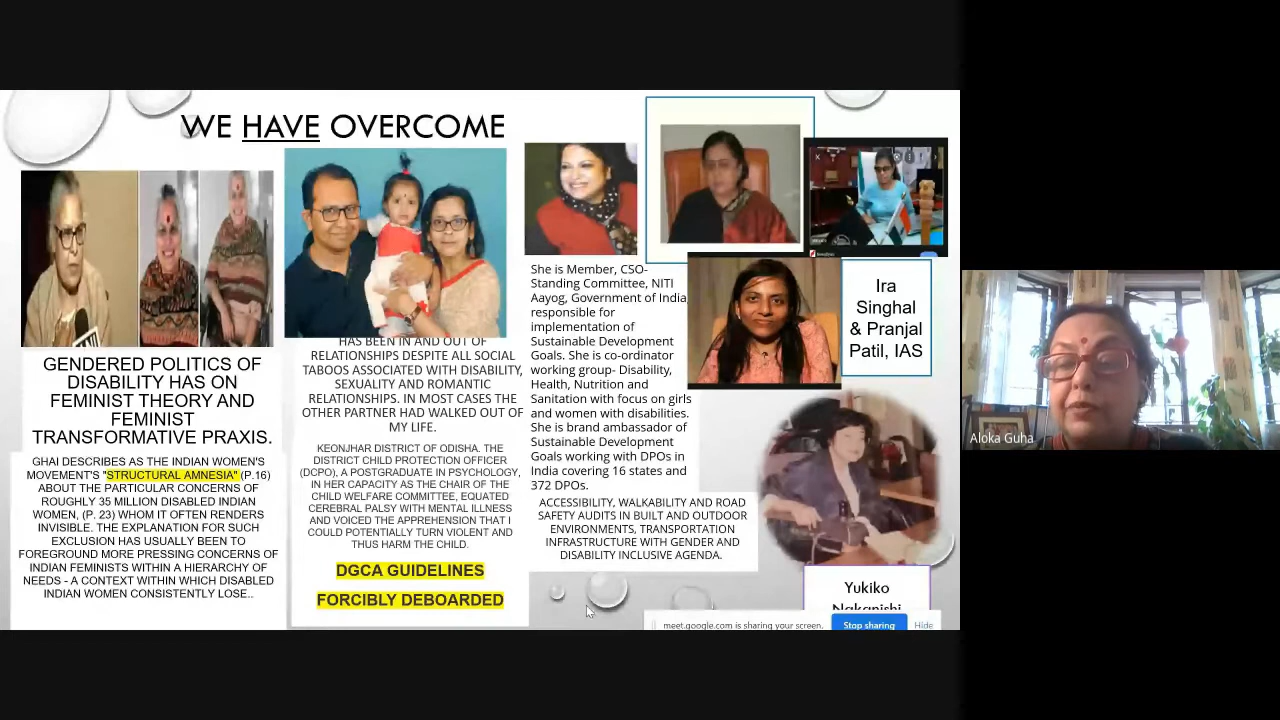 WE HAVE OVERCOME
GENDERED POLITICS OF
DISABILITY HAS ON
FEMINIST THEORY AND
FEMINIST
TRANSFORMATIVE PRAXIS.
GHAI DESCRIBES AS THE INDIAN WOMEN'S
MOVEMENT'S "STRUCTURAL AMNESIA" (P.16)
ABOUT THE PARTICULAR CONCERNS OF
ROUGHLY 35 MILLION DISABLED INDIAN
WOMEN, (P. 23) WHOM IT OFTEN RENDERS
INVISIBLE. THE EXPLANATION FOR SUCH
EXCLUSION HAS USUALLY BEEN TO
FOREGROUND MORE PRESSING CONCERNS OF
INDIAN FEMINISTS WITHIN A HIERARCHY OF
NEEDS - A CONTEXT WITHIN WHICH DISABLED
INDIAN WOMEN CONSISTENTLY LOSE..
HAS BEEN IN AND OUT OF
RELATIONSHIPS DESPITE ALL SOCIAL
TABOOS ASSOCIATED WITH DISABILITY,
SEXUALITY AND ROMANTIC
RELATIONSHIPS. IN MOST CASES THE
OTHER PARTNER HAD WALKED OUT OF
MY LIFE.
KEONJHAR DISTRICT OF ODISHA. THE
DISTRICT CHILD PROTECTION OFFICER
(DCPO), A POSTGRADUATE IN PSYCHOLOGY,
IN HER CAPACITY AS THE CHAIR OF THE
CHILD WELFARE COMMITTEE, EQUATED
CEREBRAL PALSY WITH MENTAL ILLNESS
AND VOICED THE APPREHENSION THAT I
COULD POTENTIALLY TURN VIOLENT AND
THUS HARM THE CHILD.
DGCA GUIDELINES
FORCIBLY DEBOARDED
She is Member, CSO-
Standing Committee, NITI
Aayog, Government of India,
responsible for
implementation of
Sustainable Development
Goals. She is co-ordinator
working group- Disability,
Health, Nutrition and
Sanitation with focus on girls
and women with disabilities.
She is brand ambassador of
Sustainable Development
Goals working with DPOs in
India covering 16 states and
372 DPOs.
ACCESSIBILITY, WALKABILITY AND ROAD
SAFETY AUDITS IN BUILT AND OUTDOOR
ENVIRONMENTS, TRANSPORTATION
INFRASTRUCTURE WITH GENDER AND
DISABILITY INCLUSIVE AGENDA.
Ira
Singhal
& Pranjal
Patil, IAS
Yukiko
Nakanishi
meet.google.com is sharing your screen.
Stop sharing
Hide
Aloka Guha